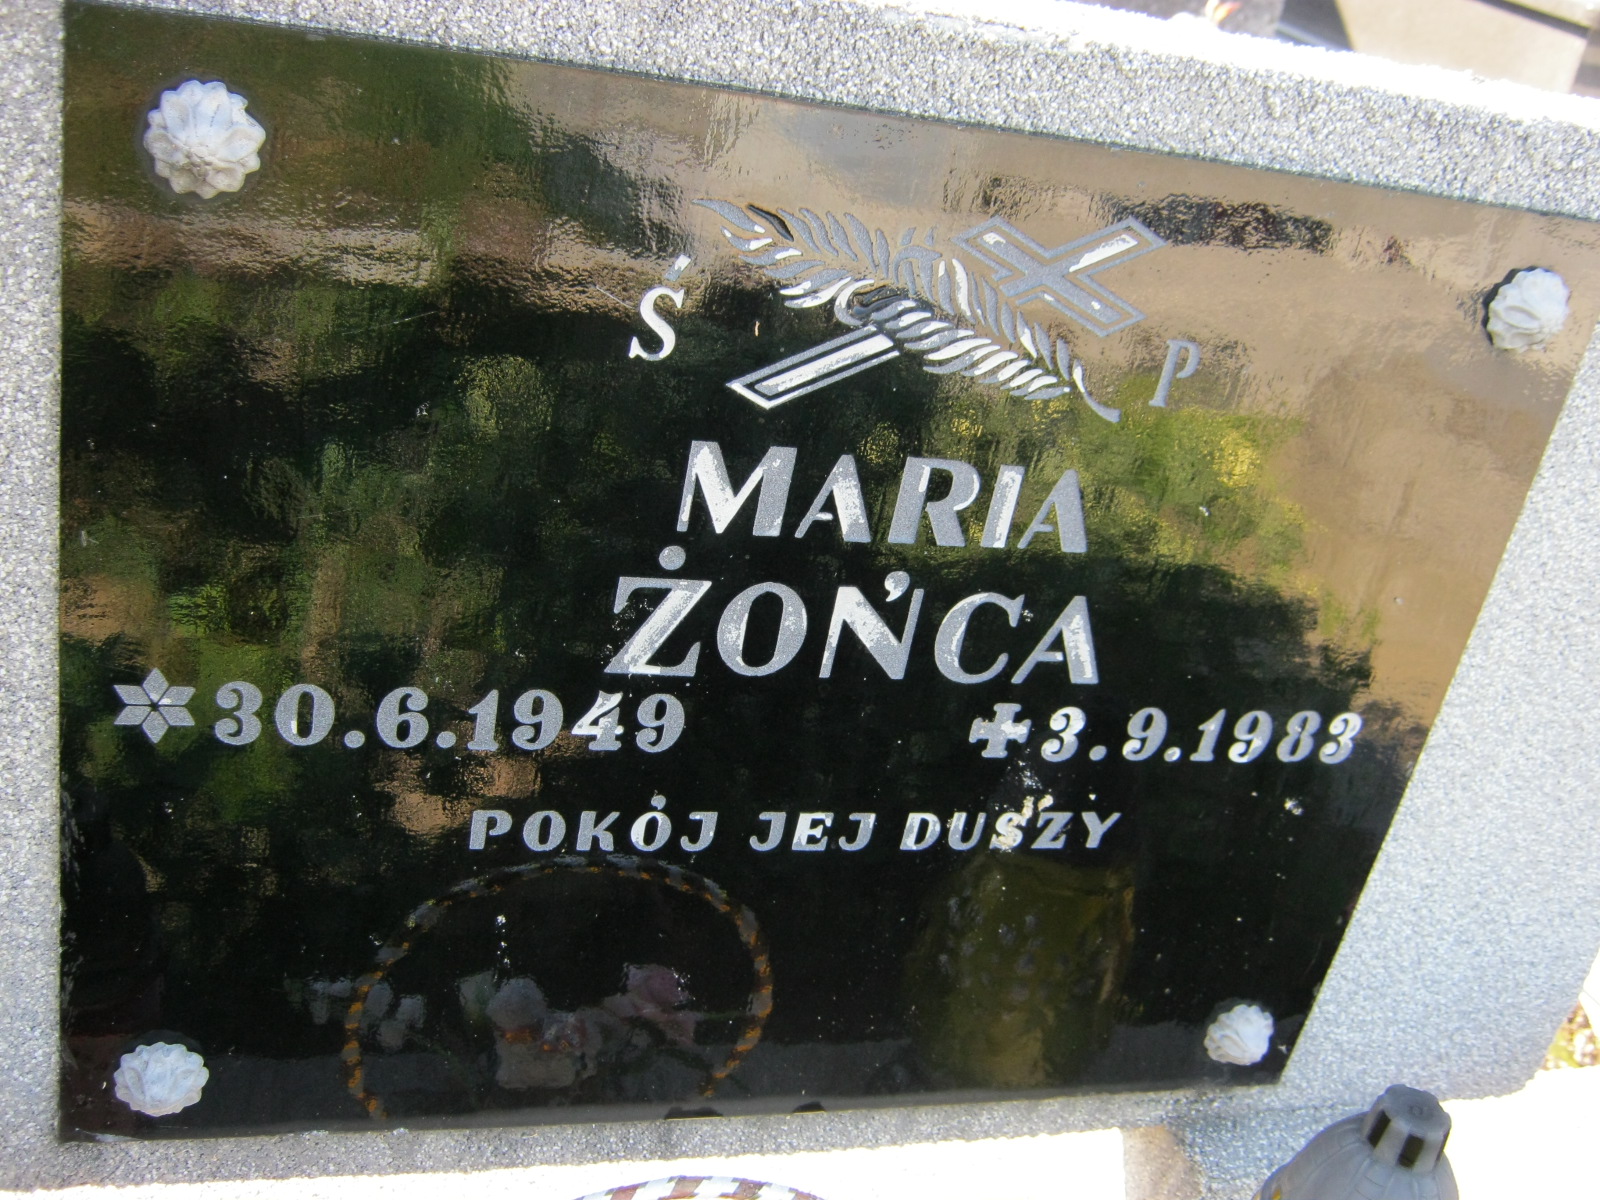 Ś P
MARIA
ŻOŃCA
30.6.1949 3.9.1983
POKÓJ JEJ DUSZY